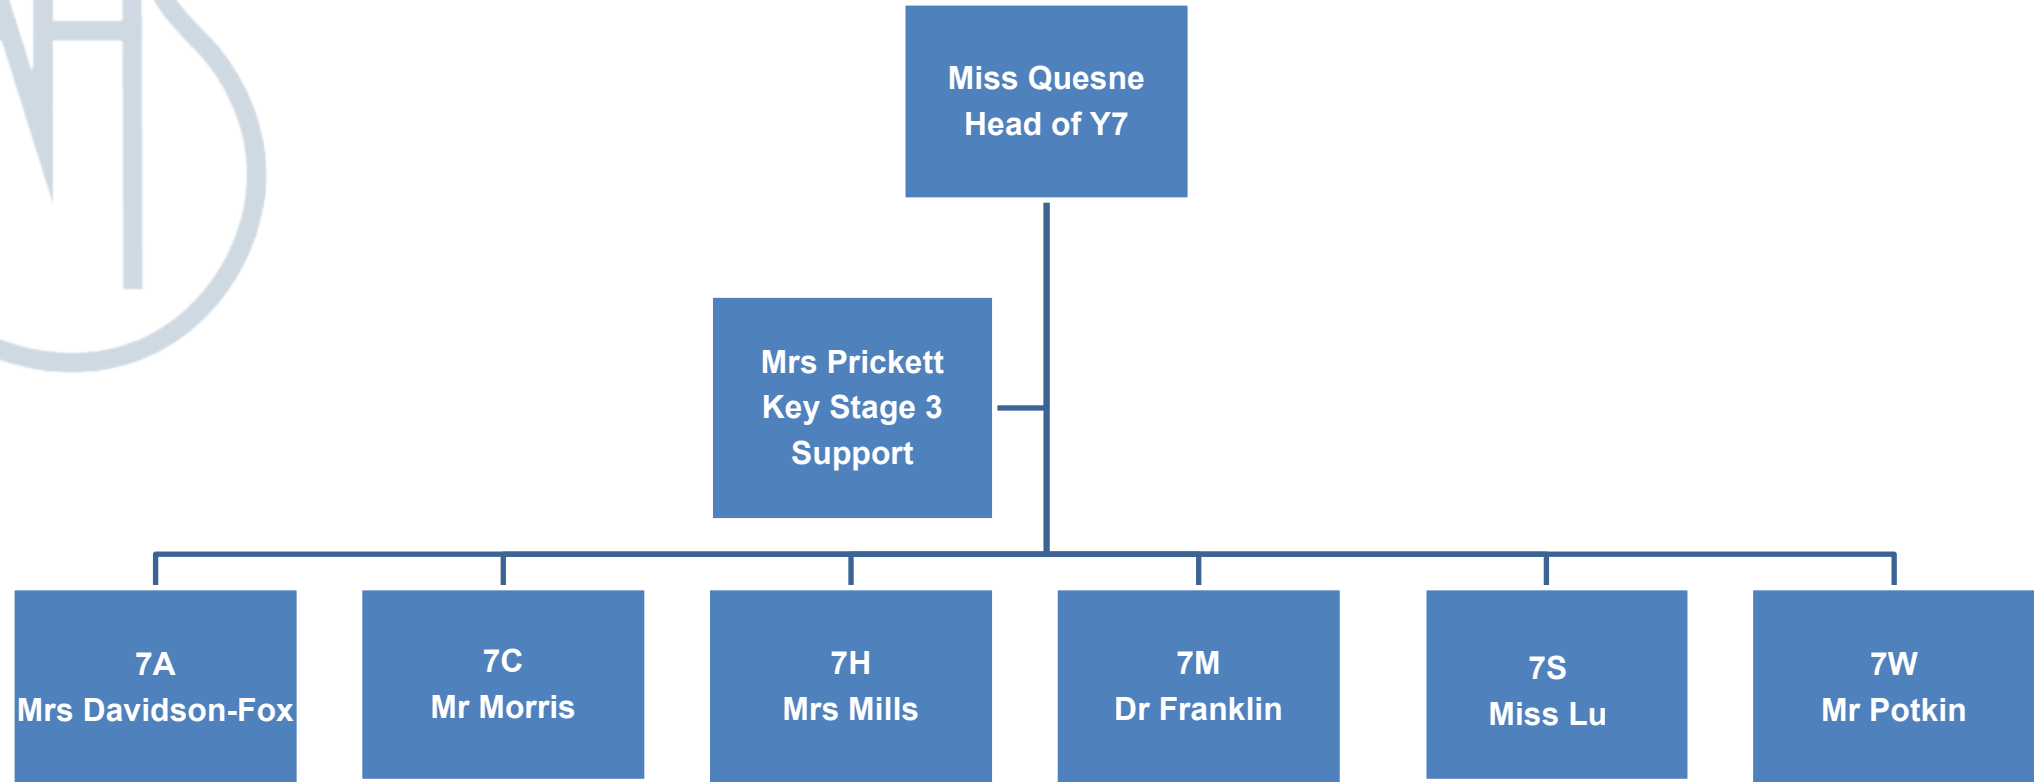 Miss Quesne
Head of Y7
Mrs Prickett
Key Stage 3
Support
7A
Mrs Davidson-Fox
7C
Mr Morris
7H
Mrs Mills
7M
Dr Franklin
7S
Miss Lu
7W
Mr Potkin